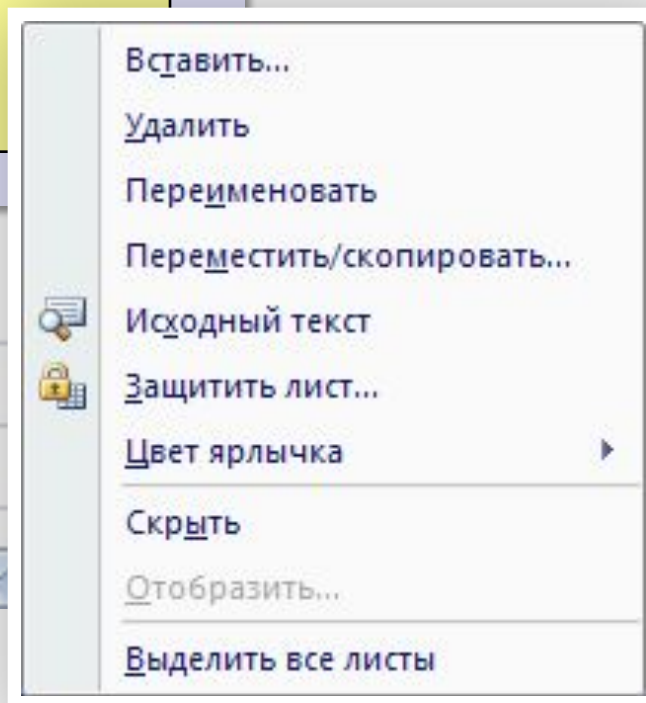 Вставить...
Удалить
Переименовать
Переместить/скопировать...
Исходный текст
Защитить лист...
Цвет ярлычка
Скрыть
Отобразить...
Выделить все листы